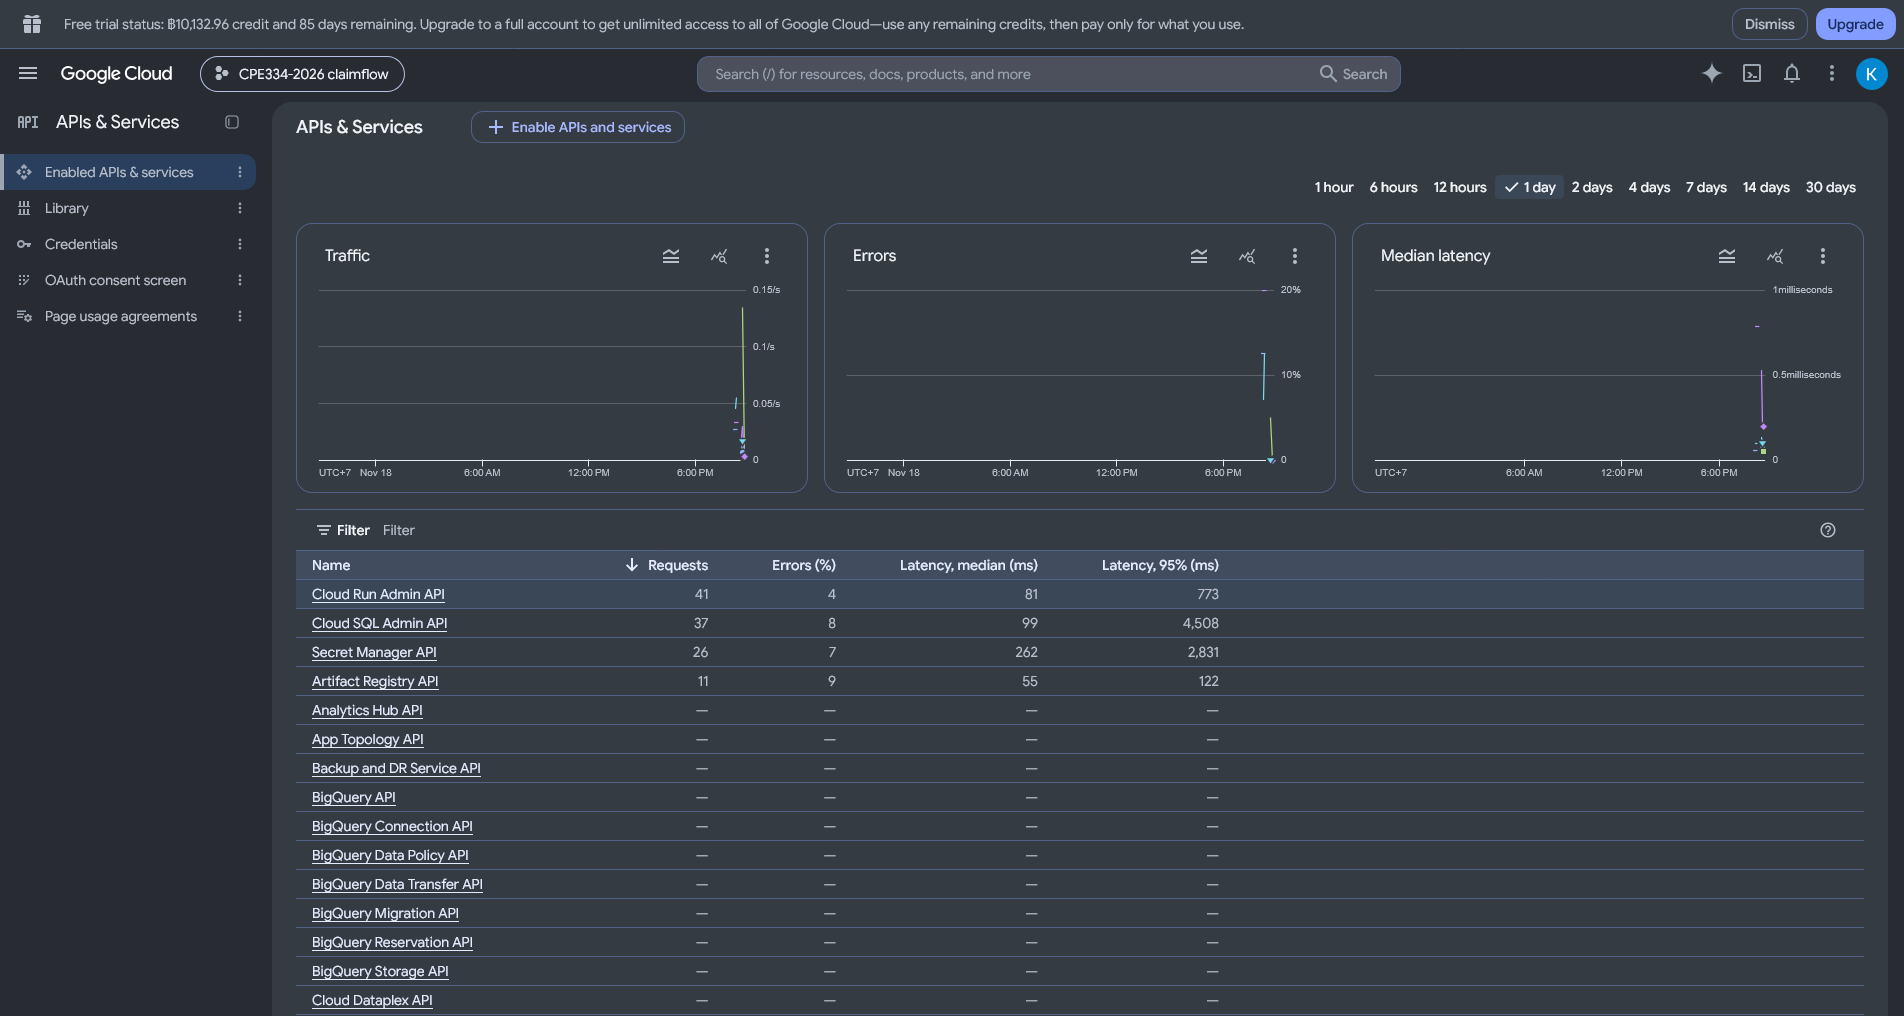 Free trial status: ฿10,132.96 credit and 85 days remaining. Upgrade to a full account to get unlimited access to all of Google Cloud—use any remaining credits, then pay only for what you use.
Dismiss
Upgrade
Google Cloud
CPE334-2026 claimflow
Search (/) for resources, docs, products, and more
Search
K
API APIs & Services
Enabled APIs & services
Library
Credentials
OAuth consent screen
Page usage agreements
APIs & Services
Enable APIs and services
1 hour 6 hours 12 hours 1 day 2 days 4 days 7 days 14 days 30 days
Traffic
0.15/s
0.1/s
0.05/s
0
UTC+7 Nov 18 6:00 AM 12:00 PM 6:00 PM
Errors
20%
10%
0
UTC+7 Nov 18 6:00 AM 12:00 PM 6:00 PM
Median latency
1milliseconds
0.5milliseconds
0
UTC+7 6:00 AM 12:00 PM 6:00 PM
Filter Filter
Name Requests Errors (%) Latency, median (ms) Latency, 95% (ms)
Cloud Run Admin API 41 4 81 773
Cloud SQL Admin API 37 8 99 4,508
Secret Manager API 26 7 262 2,831
Artifact Registry API 11 9 55 122
Analytics Hub API — — — —
App Topology API — — — —
Backup and DR Service API — — — —
BigQuery API — — — —
BigQuery Connection API — — — —
BigQuery Data Policy API — — — —
BigQuery Data Transfer API — — — —
BigQuery Migration API — — — —
BigQuery Reservation API — — — —
BigQuery Storage API — — — —
Cloud Dataplex API — — — —